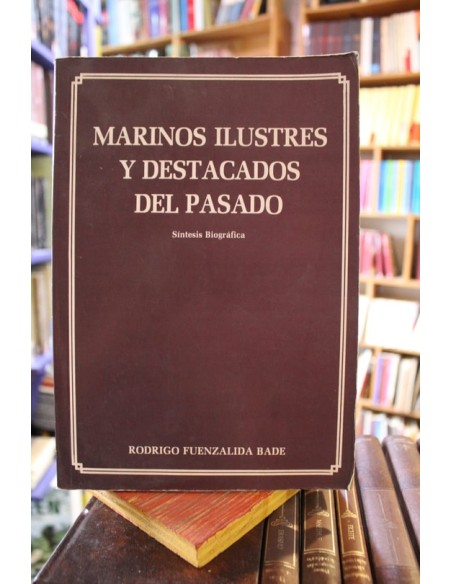 MARINOS ILUSTRES
Y DESTACADOS
DEL PASADO
Síntesis Biográfica
RODRIGO FUENZALIDA BADE